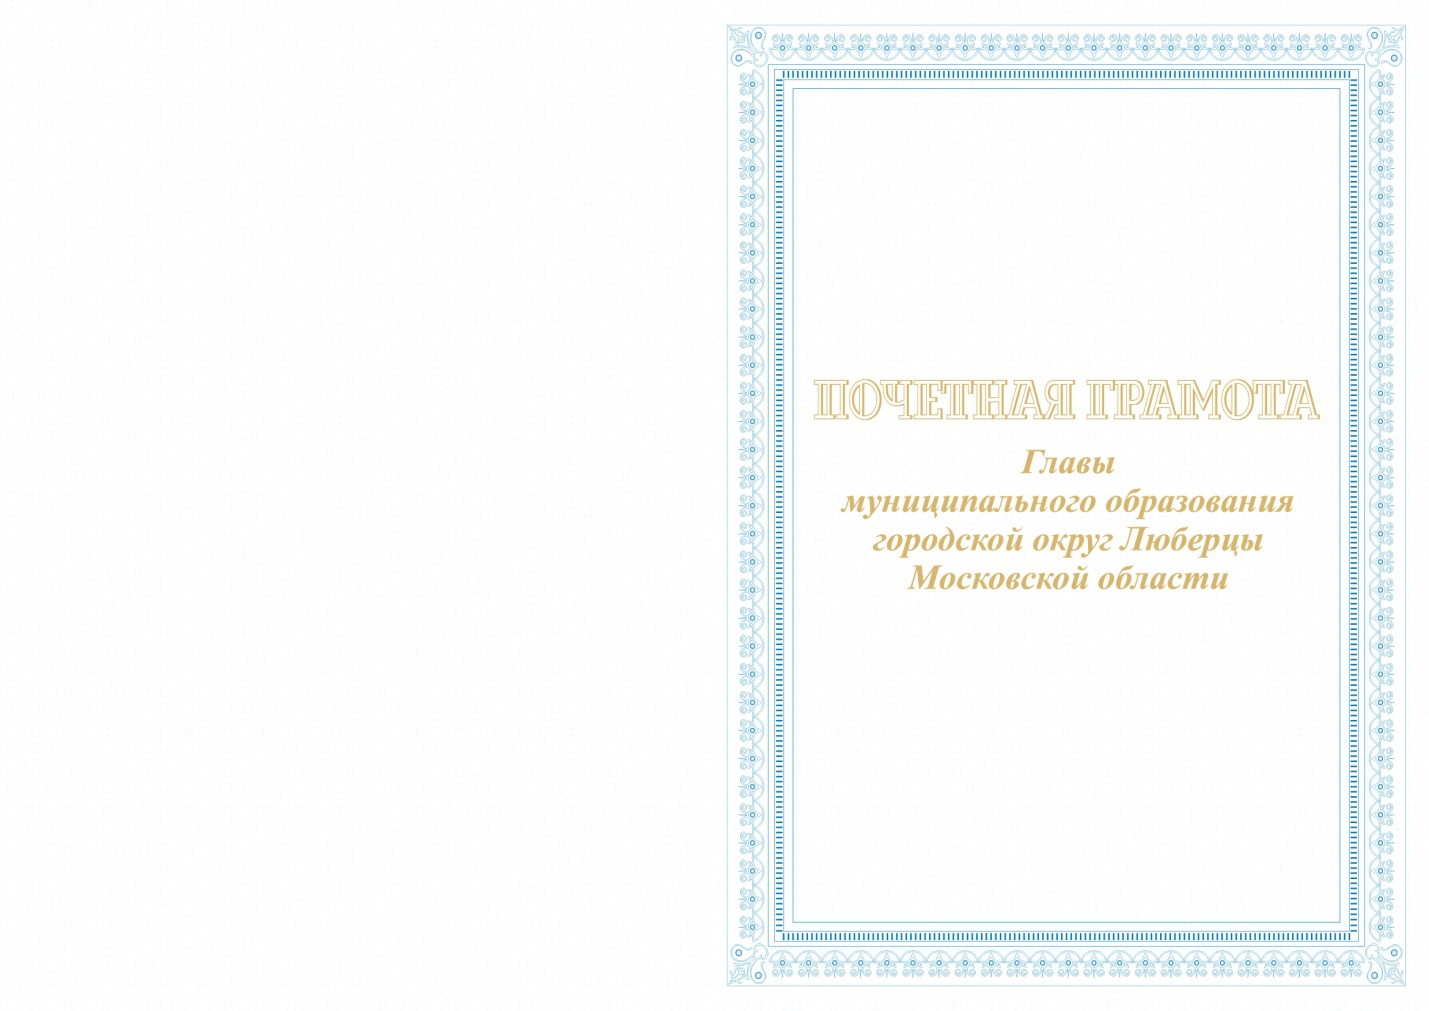 ПОЧЕТНАЯ ГРАМОТА
Главы
муниципального образования
городской округ Люберцы
Московской области